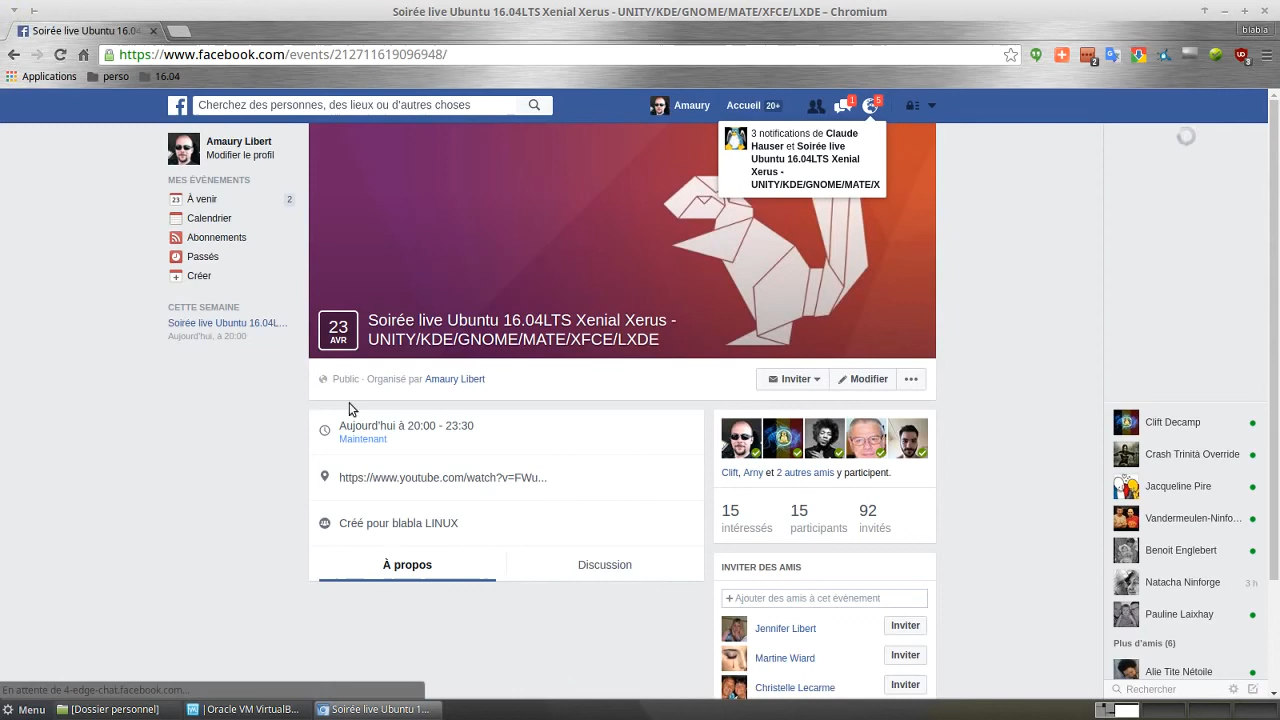 Soirée live Ubuntu 16.04LTS Xenial Xerus - UNITY/KDE/GNOME/MATE/XFCE/LXDE – Chromium
Soirée live Ubuntu 16.04
blabla
https://www.facebook.com/events/212711619096948/
2
3
Applications
perso
16.04
Cherchez des personnes, des lieux ou d'autres choses
Amaury
Accueil 20+
1
5
3 notifications de Claude
Hauser et Soirée live
Ubuntu 16.04LTS Xenial
Xerus -
UNITY/KDE/GNOME/MATE/X
Amaury Libert
Modifier le profil
MES ÉVÈNEMENTS
23 À venir 2
Calendrier
Abonnements
Passés
Créer
CETTE SEMAINE
Soirée live Ubuntu 16.04L…
Aujourd'hui, à 20:00
23
AVR
Soirée live Ubuntu 16.04LTS Xenial Xerus -
UNITY/KDE/GNOME/MATE/XFCE/LXDE
Public · Organisé par Amaury Libert
Inviter
Modifier
Aujourd'hui à 20:00 - 23:30
Maintenant
https://www.youtube.com/watch?v=FWu...
Créé pour blabla LINUX
À propos
Discussion
Clift, Arny et 2 autres amis y participent.
15 15 92
intéressés participants invités
INVITER DES AMIS
+ Ajouter des amis à cet évènement
Jennifer Libert Inviter
Martine Wiard Inviter
Christelle Lecarme Inviter
Clift Decamp
Crash Trinitá Override
Jacqueline Pire
Vandermeulen-Ninfo…
Benoit Englebert
Natacha Ninforge 3 h
Pauline Laixhay
Plus d'amis (6)
Alie Tite Nétoile
Rechercher
En attente de 4-edge-chat.facebook.com...
Menu
[Dossier personnel]
[Oracle VM VirtualB...
Soirée live Ubuntu 1...